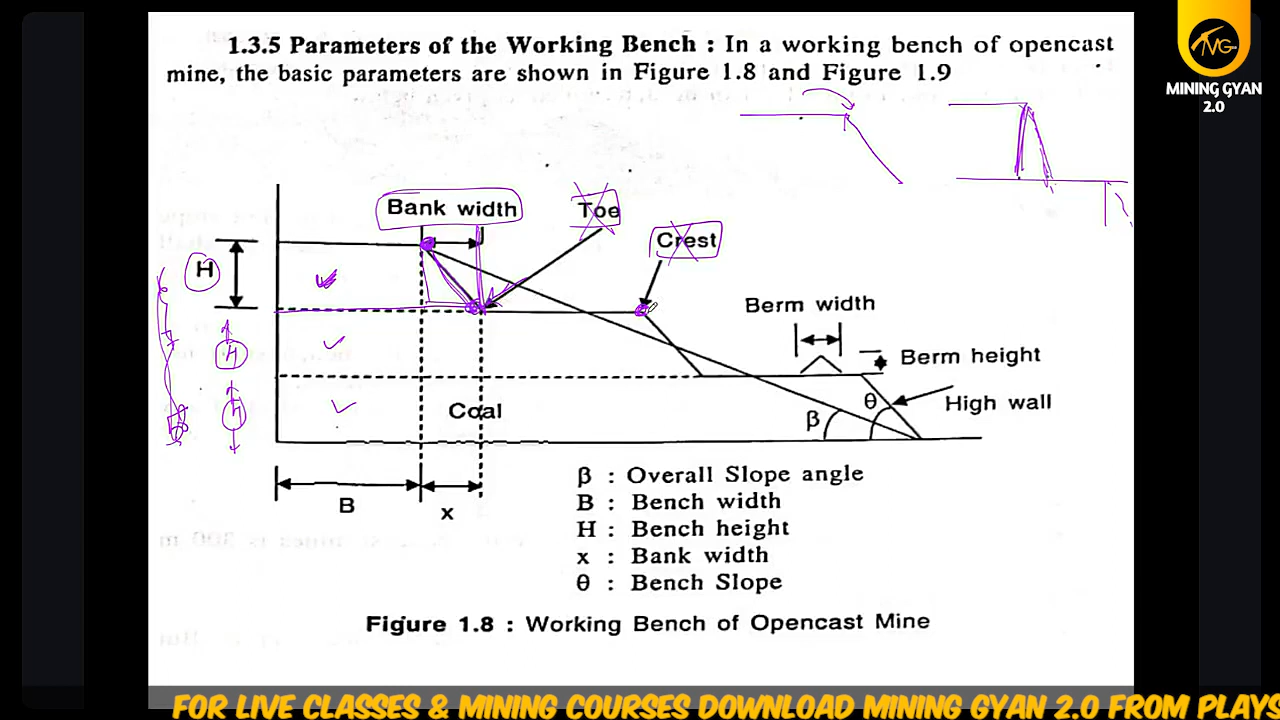 1.3.5 Parameters of the Working Bench : In a working bench of opencast
mine, the basic parameters are shown in Figure 1.8 and Figure 1.9
MINING GYAN
2.0
Bank width
Toe
Crest
H
Berm width
H
Berm height
θ
High wall
H
Coal
β
B
x
β : Overall Slope angle
B : Bench width
H : Bench height
x : Bank width
θ : Bench Slope
Figure 1.8 : Working Bench of Opencast Mine
FOR LIVE CLASSES & MINING COURSES DOWNLOAD MINING GYAN 2.0 FROM PLAYS